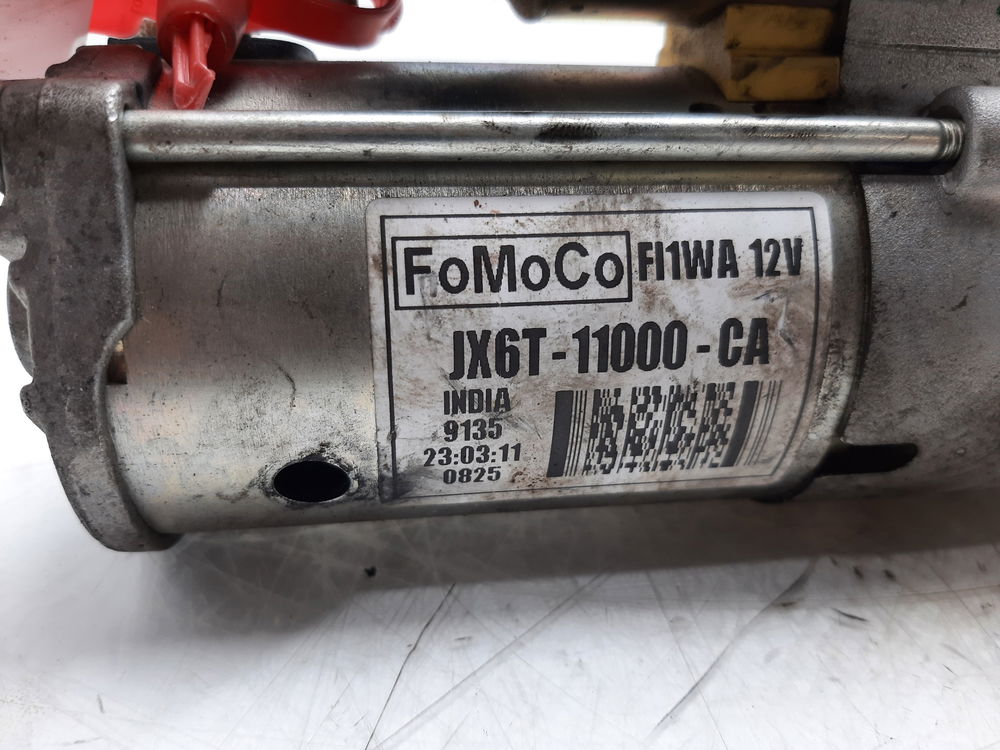 FoMoCo FI1WA 12V
JX6T-11000-CA
INDIA
9135
23:03:11
0825